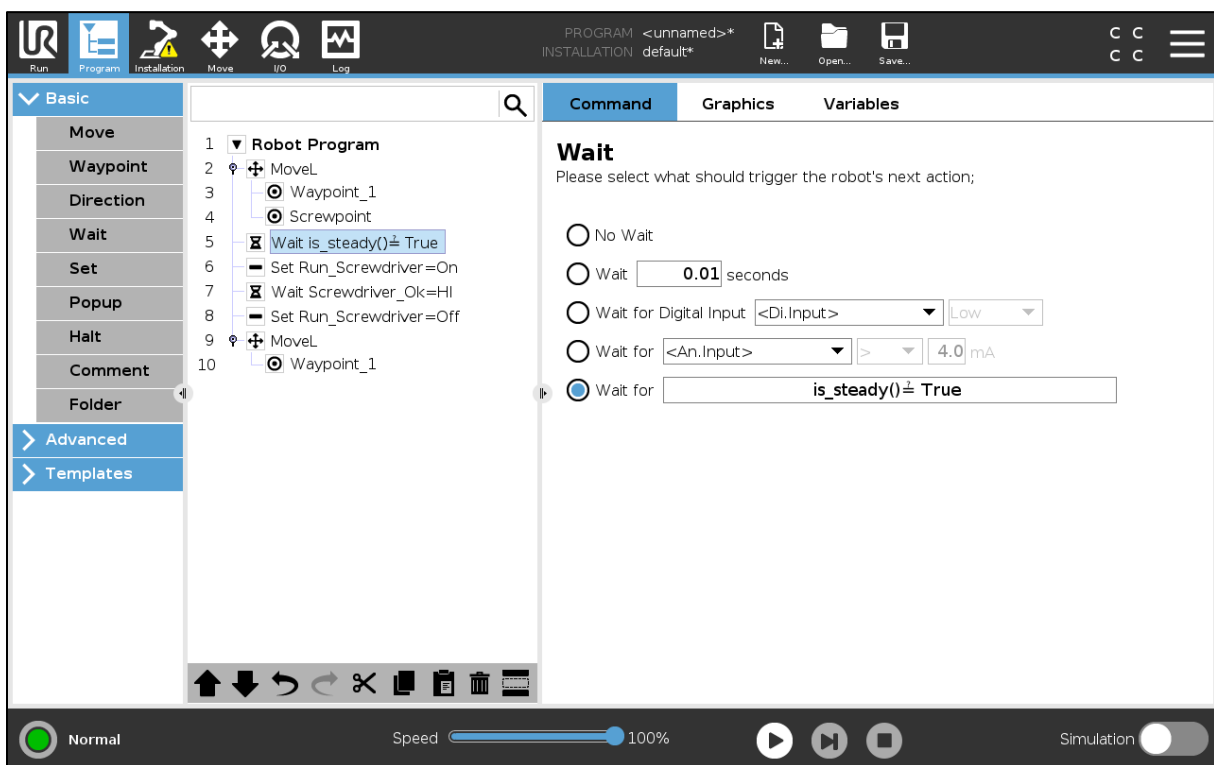 PROGRAM <unnamed>*
INSTALLATION default*
C C
C C
Run
Program
Installation
Move
I/O
Log
New...
Open...
Save...
Basic
Move
Waypoint
Direction
Wait
Set
Popup
Halt
Comment
Folder
Advanced
Templates
1 Robot Program
2 MoveL
3 Waypoint_1
4 Screwpoint
5 Wait is_steady()≟ True
6 Set Run_Screwdriver=On
7 Wait Screwdriver_Ok=HI
8 Set Run_Screwdriver=Off
9 MoveL
10 Waypoint_1
Command Graphics Variables
Wait
Please select what should trigger the robot's next action;
No Wait
Wait 0.01 seconds
Wait for Digital Input <Di.Input> Low
Wait for <An.Input> > 4.0 mA
Wait for is_steady()≟ True
Normal
Speed 100%
Simulation